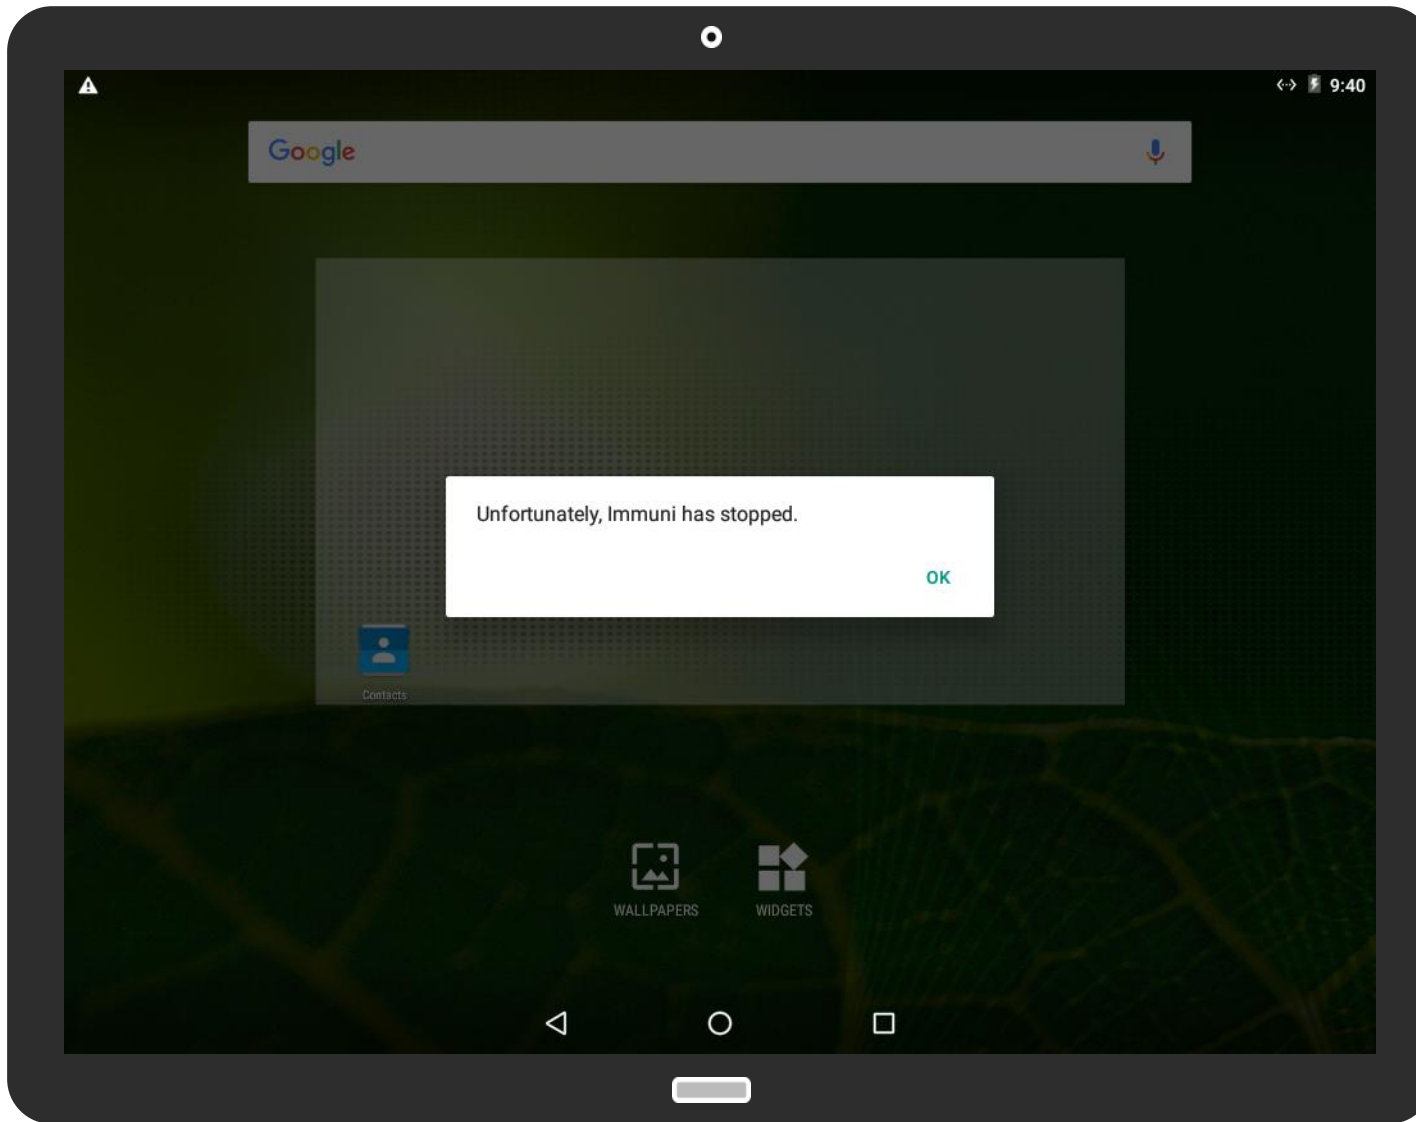 9:40
Google
Unfortunately, Immuni has stopped.
OK
Contacts
WALLPAPERS WIDGETS